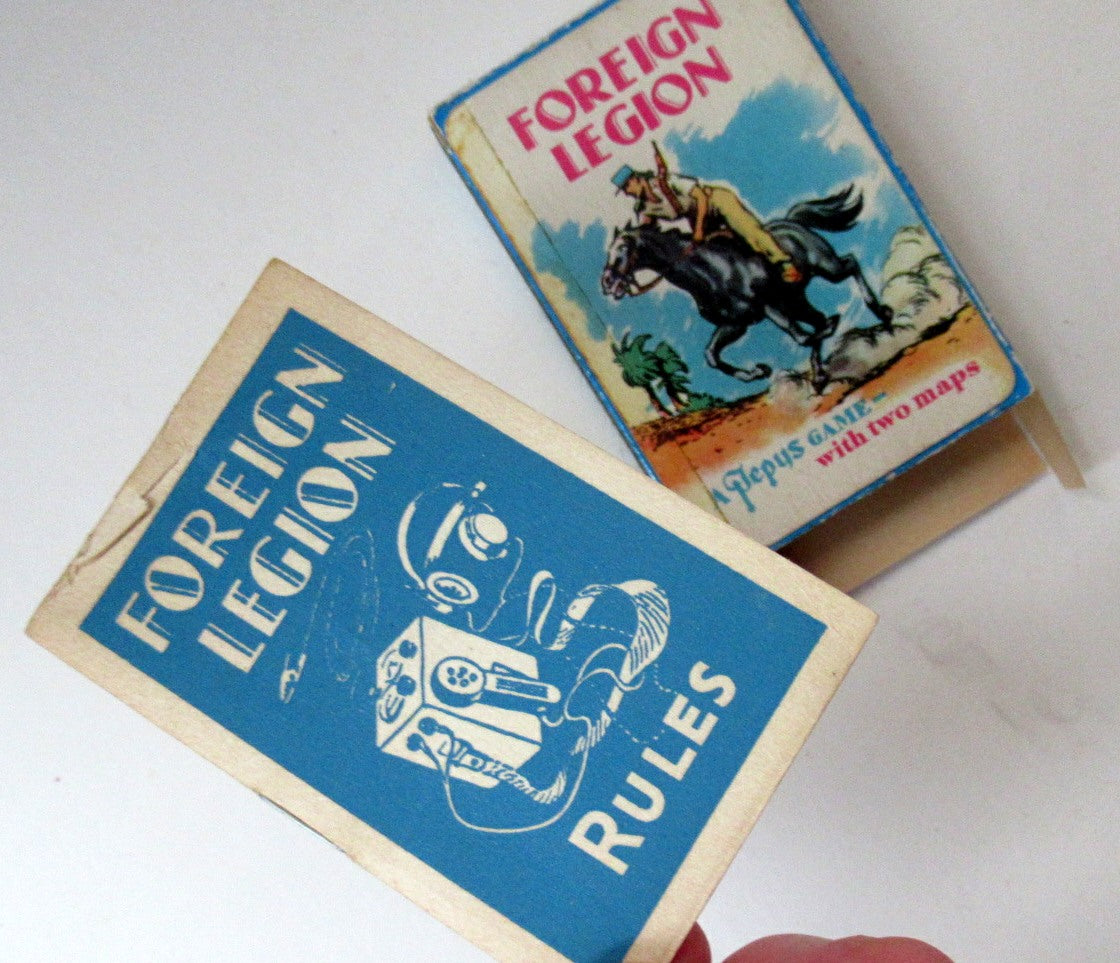 FOREIGN
LEGION
A Pepys GAME -
with two maps
FOREIGN
LEGION
RULES